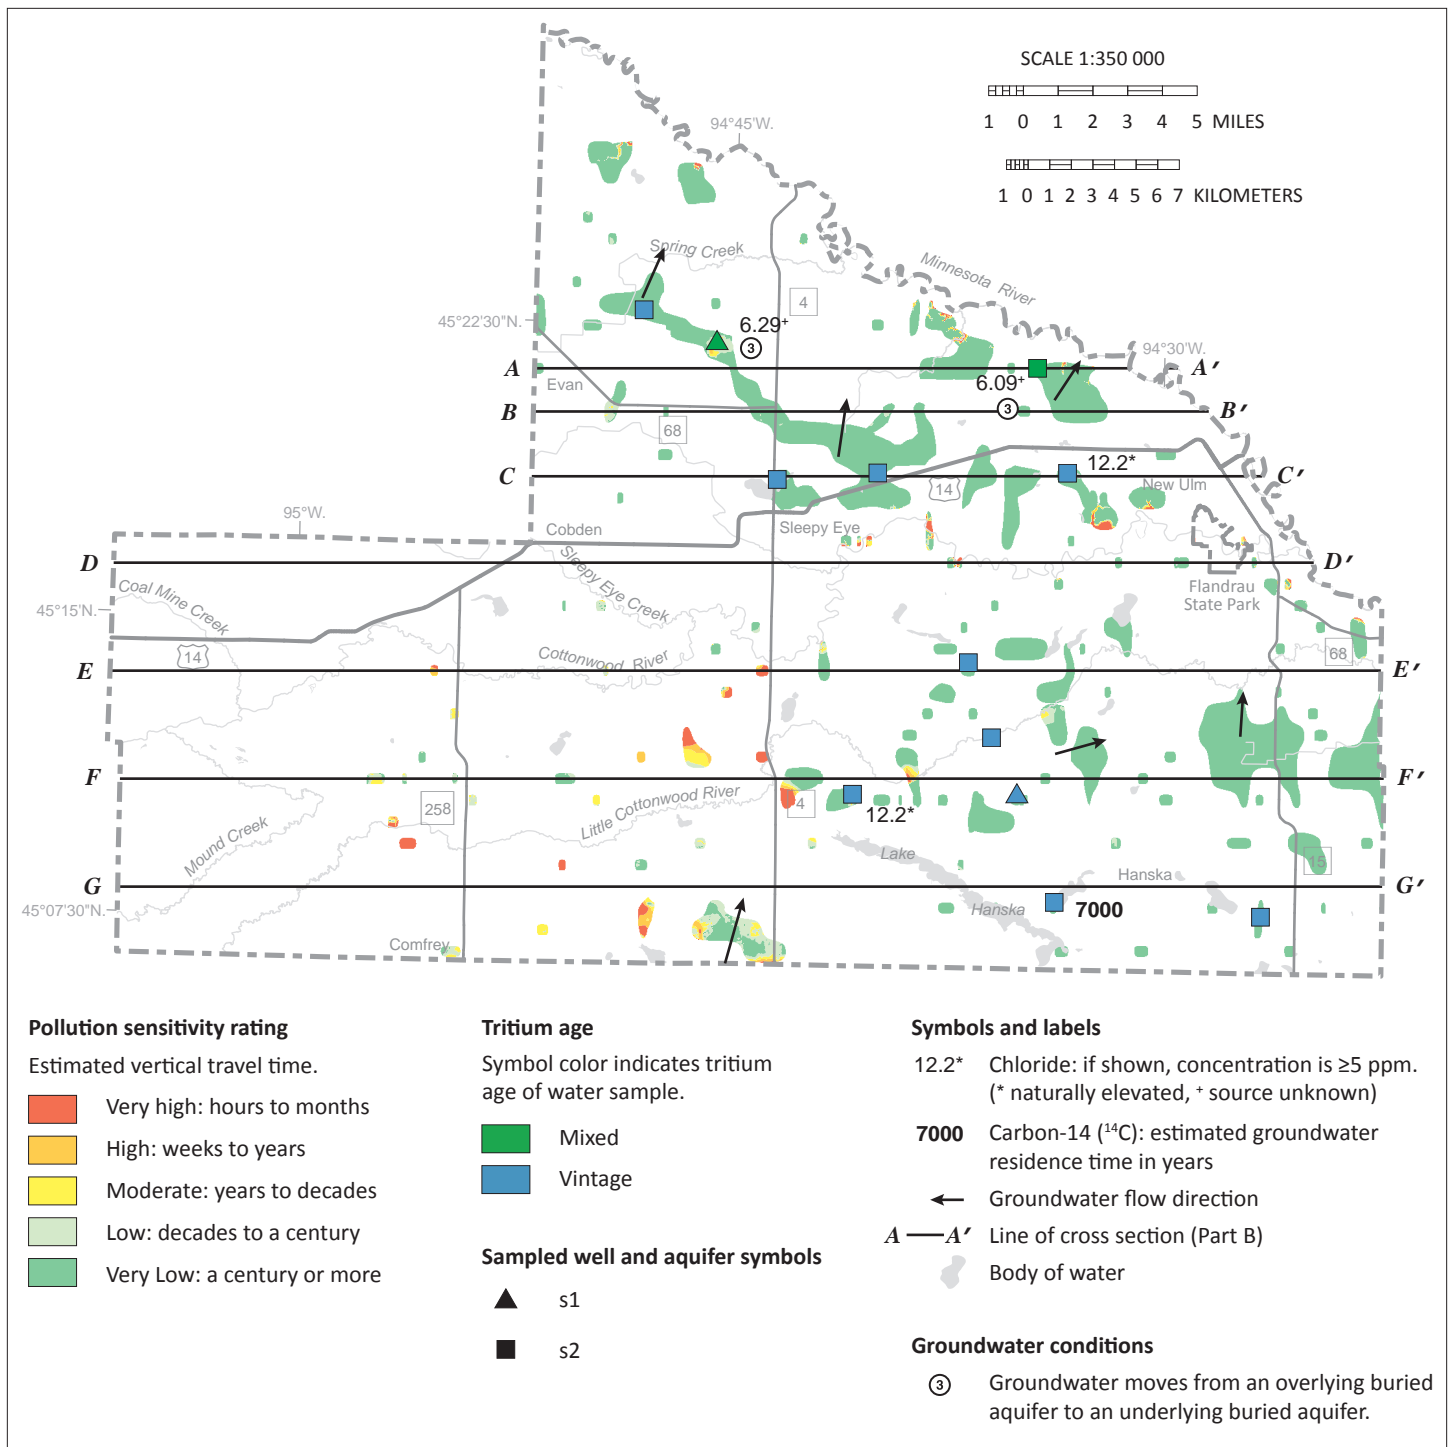 SCALE 1:350 000
1 0 1 2 3 4 5 MILES
1 0 1 2 3 4 5 6 7 KILOMETERS
94°45'W.
Spring Creek
Minnesota River
4
45°22'30"N.
6.29⁺
3
94°30'W.
A A′
Evan
6.09⁺
3
B B′
68
C C′
12.2*
14
New Ulm
95°W.
Cobden
Sleepy Eye
D D′
Sleepy Eye Creek
Coal Mine Creek
Flandrau
State Park
45°15'N.
14
Cottonwood River
68
E E′
F F′
258
Little Cottonwood River
4
12.2*
Mound Creek
Lake
15
Hanska
G G′
45°07'30"N.
Hanska
7000
Comfrey
Pollution sensitivity rating
Estimated vertical travel time.
Very high: hours to months
High: weeks to years
Moderate: years to decades
Low: decades to a century
Very Low: a century or more
Tritium age
Symbol color indicates tritium
age of water sample.
Mixed
Vintage
Sampled well and aquifer symbols
s1
s2
Symbols and labels
12.2* Chloride: if shown, concentration is ≥5 ppm.
(* naturally elevated, ⁺ source unknown)
7000 Carbon-14 (¹⁴C): estimated groundwater
residence time in years
Groundwater flow direction
A A′ Line of cross section (Part B)
Body of water
Groundwater conditions
3 Groundwater moves from an overlying buried
aquifer to an underlying buried aquifer.